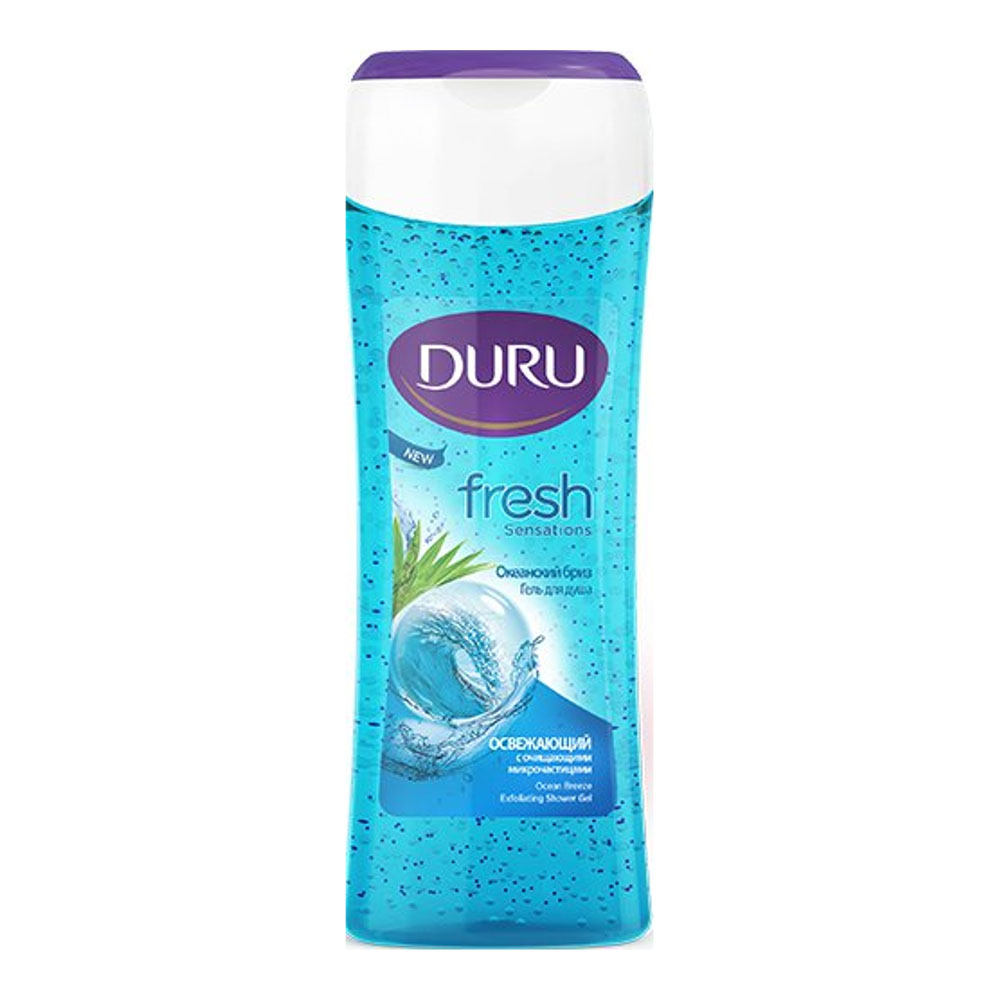 DURU
NEW
fresh
Sensations
Океанский бриз
Гель для душа
ОСВЕЖАЮЩИЙ
с очищающими
микрочастицами
Ocean Breeze
Exfoliating Shower Gel